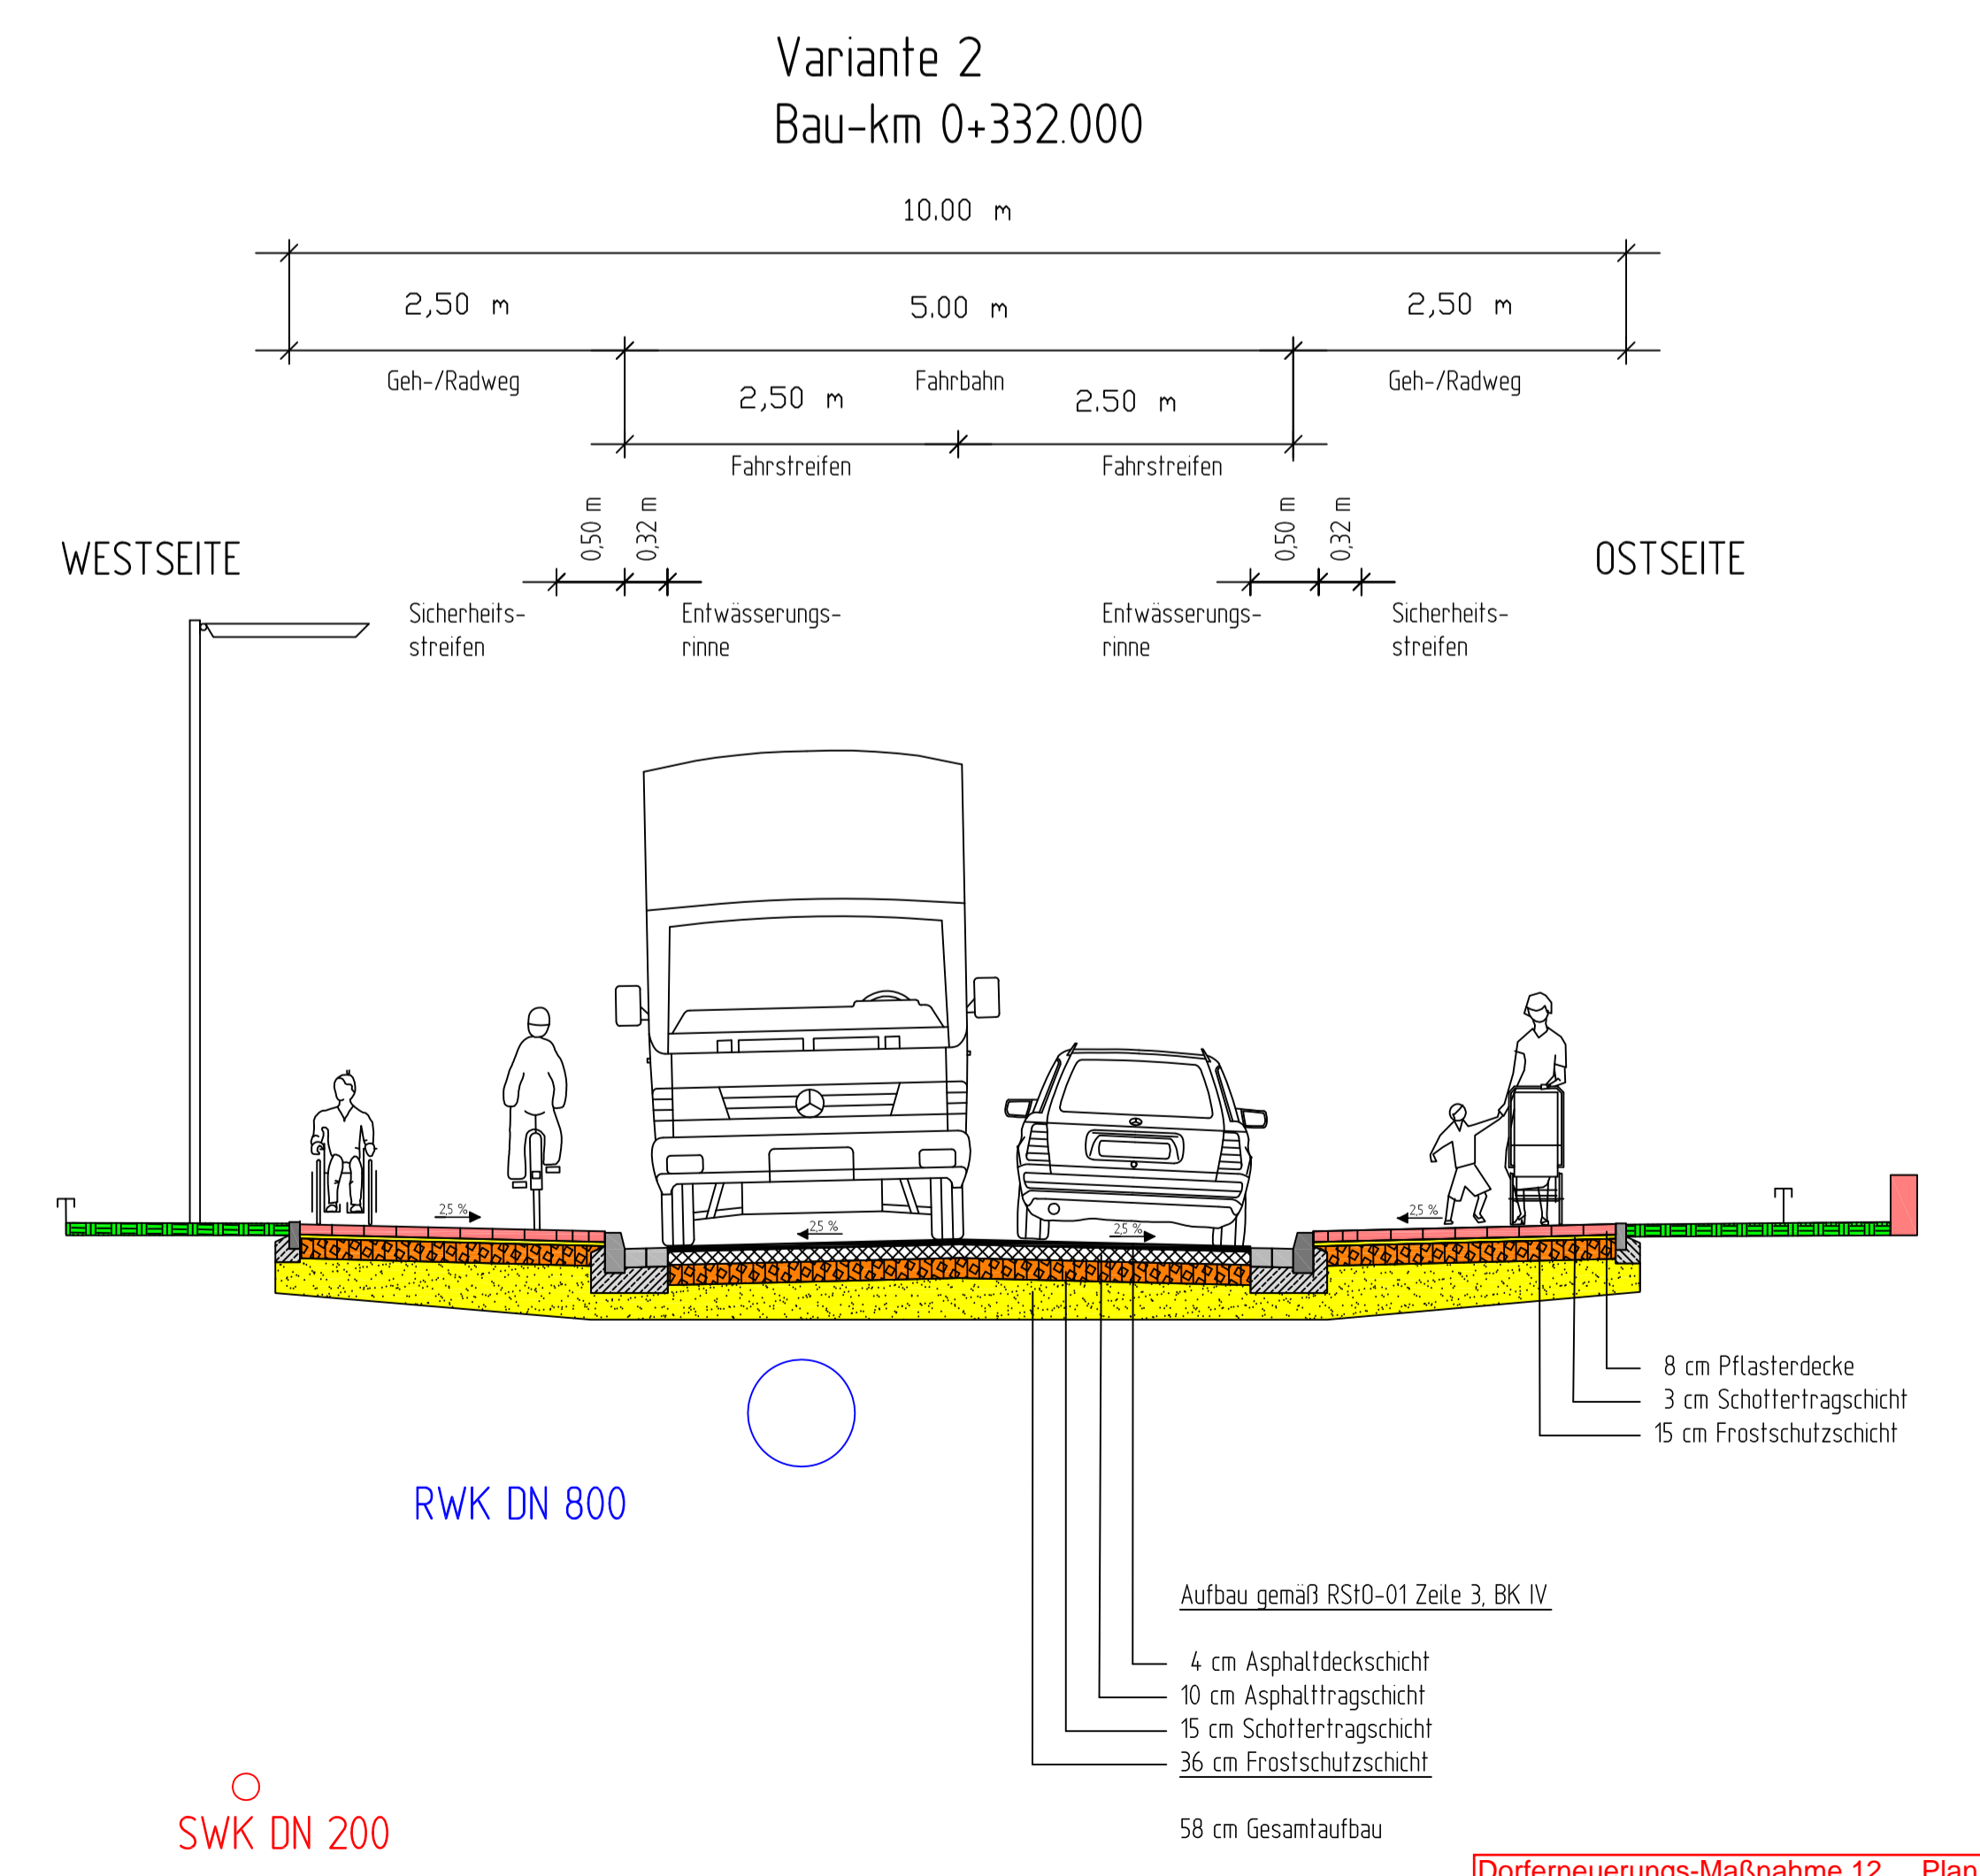 Variante 2
Bau-km 0+332.000
10.00 m
2,50 m
5.00 m
2,50 m
Geh-/Radweg
Fahrbahn
Geh-/Radweg
2,50 m
2.50 m
Fahrstreifen
Fahrstreifen
0,50 m
0,32 m
0,50 m
0,32 m
WESTSEITE
OSTSEITE
Sicherheits-
streifen
Entwässerungs-
rinne
Entwässerungs-
rinne
Sicherheits-
streifen
2,5 %
2,5 %
2,5 %
2,5 %
8 cm Pflasterdecke
3 cm Schottertragschicht
15 cm Frostschutzschicht
RWK DN 800
Aufbau gemäß RStO-01 Zeile 3, BK IV
4 cm Asphaltdeckschicht
10 cm Asphalttragschicht
15 cm Schottertragschicht
36 cm Frostschutzschicht
58 cm Gesamtaufbau
SWK DN 200
Dorferneuerungs-Maßnahme 12 Plan